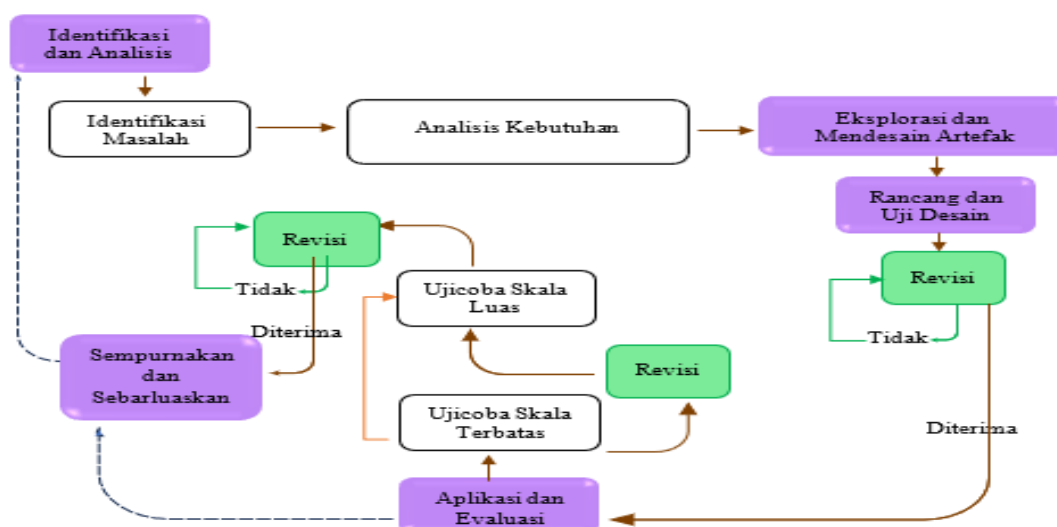 Identifikasi
dan Analisis
Identifikasi
Masalah
Analisis Kebutuhan
Eksplorasi dan
Mendesain Artefak
Rancang dan
Uji Desain
Revisi
Tidak
Diterima
Revisi
Tidak
Diterima
Ujicoba Skala
Luas
Revisi
Sempurnakan
dan
Sebarluaskan
Ujicoba Skala
Terbatas
Aplikasi dan
Evaluasi